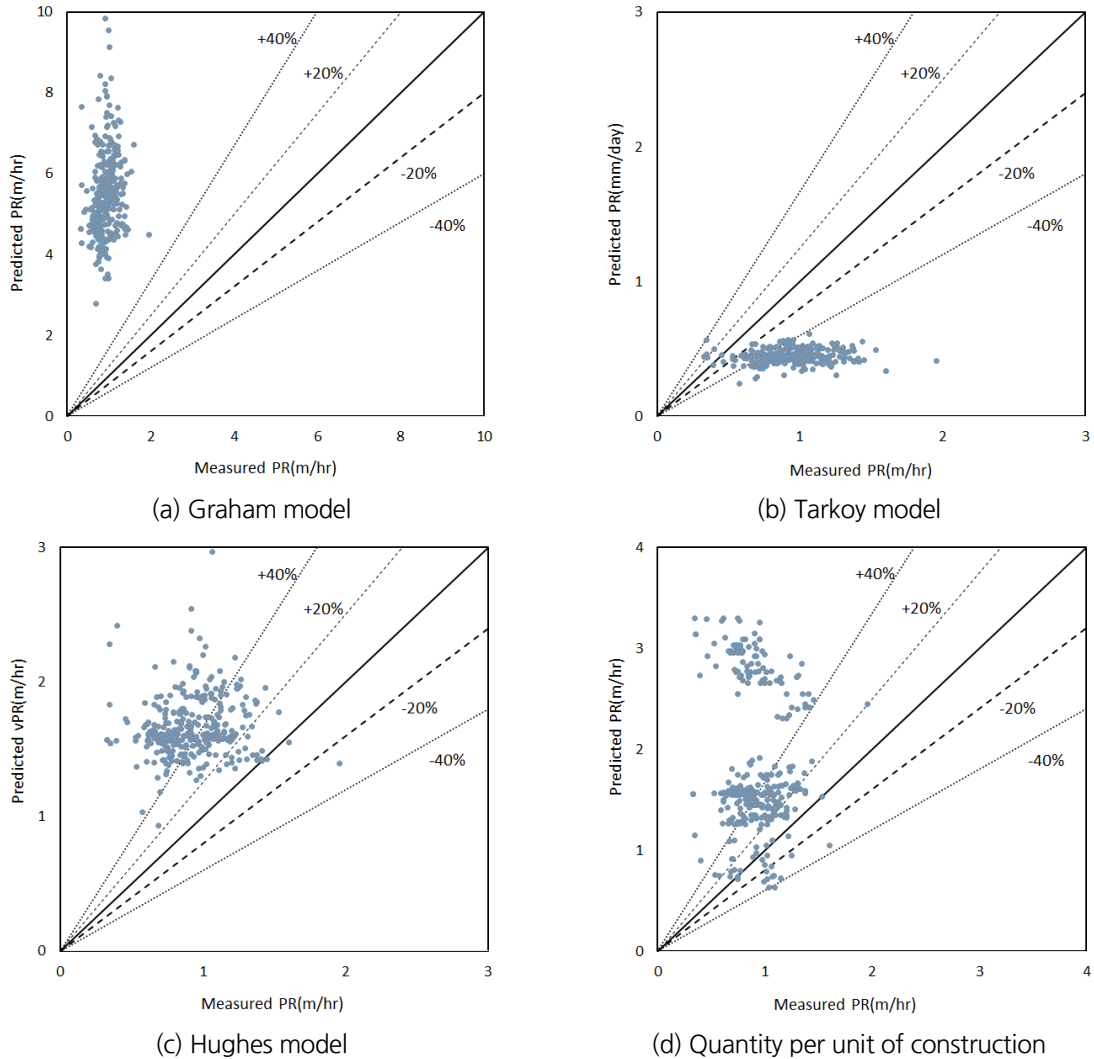 10
8
6
4
2
0
Predicted PR(m/hr)
+40%
+20%
-20%
-40%
0 2 4 6 8 10
Measured PR(m/hr)
(a) Graham model
3
2
1
0
Predicted PR(mm/day)
+40%
+20%
-20%
-40%
0 1 2 3
Measured PR(m/hr)
(b) Tarkoy model
3
2
1
0
Predicted vPR(m/hr)
+40%
+20%
-20%
-40%
0 1 2 3
Measured PR(m/hr)
(c) Hughes model
4
3
2
1
0
Predicted PR(m/hr)
+40%
+20%
-20%
-40%
0 1 2 3 4
Measured PR(m/hr)
(d) Quantity per unit of construction